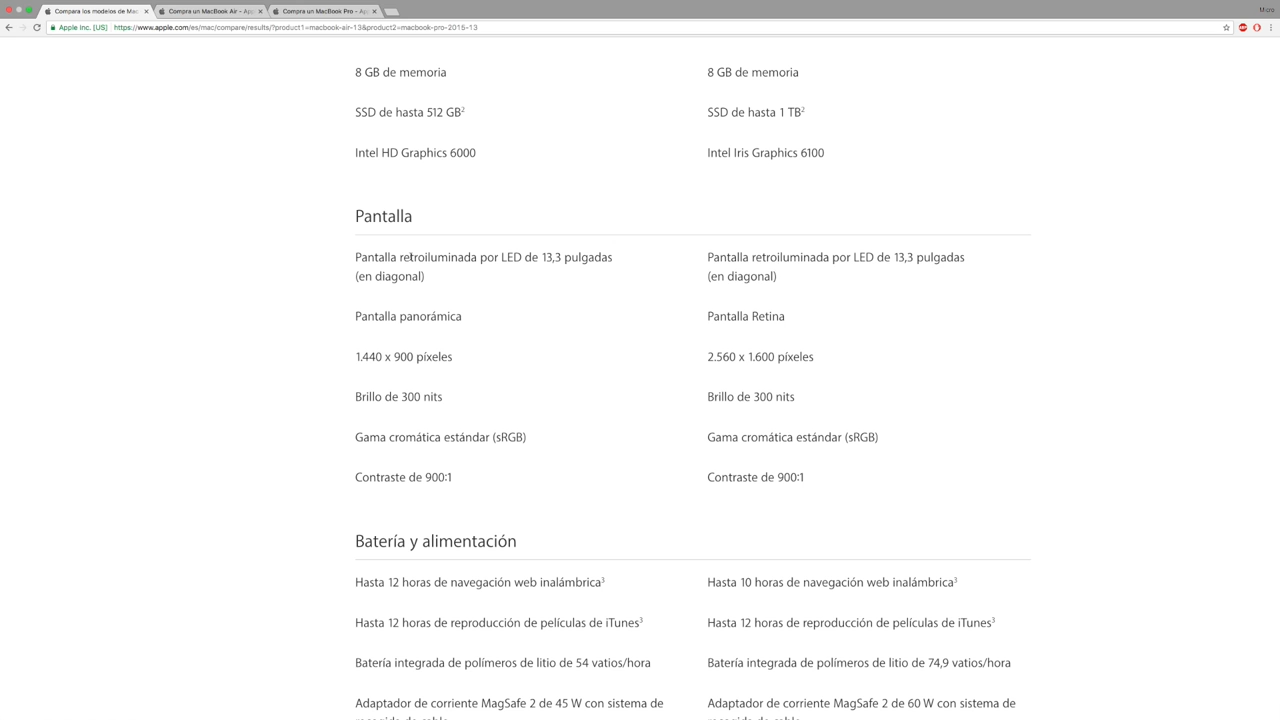 Micro
Compara los modelos de Mac
Compra un MacBook Air - App
Compra un MacBook Pro - App
Apple Inc. [US] https://www.apple.com/es/mac/compare/results/?product1=macbook-air-13&product2=macbook-pro-2015-13
ABP
8 GB de memoria 8 GB de memoria
SSD de hasta 512 GB² SSD de hasta 1 TB²
Intel HD Graphics 6000 Intel Iris Graphics 6100
Pantalla
Pantalla retroiluminada por LED de 13,3 pulgadas Pantalla retroiluminada por LED de 13,3 pulgadas
(en diagonal) (en diagonal)
Pantalla panorámica Pantalla Retina
1.440 x 900 píxeles 2.560 x 1.600 píxeles
Brillo de 300 nits Brillo de 300 nits
Gama cromática estándar (sRGB) Gama cromática estándar (sRGB)
Contraste de 900:1 Contraste de 900:1
Batería y alimentación
Hasta 12 horas de navegación web inalámbrica³ Hasta 10 horas de navegación web inalámbrica³
Hasta 12 horas de reproducción de películas de iTunes³ Hasta 12 horas de reproducción de películas de iTunes³
Batería integrada de polímeros de litio de 54 vatios/hora Batería integrada de polímeros de litio de 74,9 vatios/hora
Adaptador de corriente MagSafe 2 de 45 W con sistema de Adaptador de corriente MagSafe 2 de 60 W con sistema de